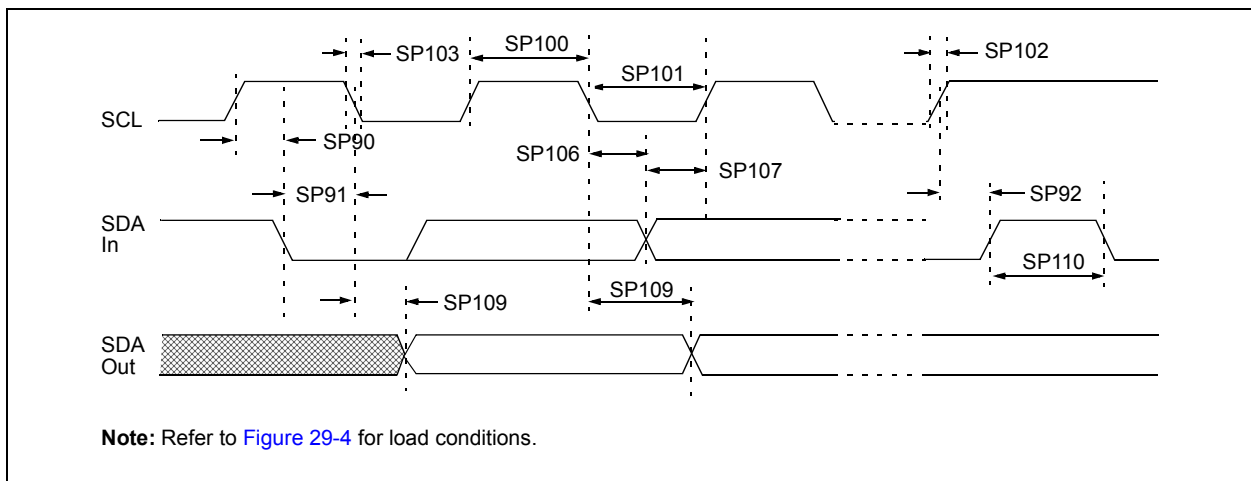 SP103
SP100
SP101
SP102
SCL
SP90
SP106
SP107
SP91
SP92
SDA
In
SP110
SP109
SP109
SDA
Out
Note: Refer to Figure 29-4 for load conditions.